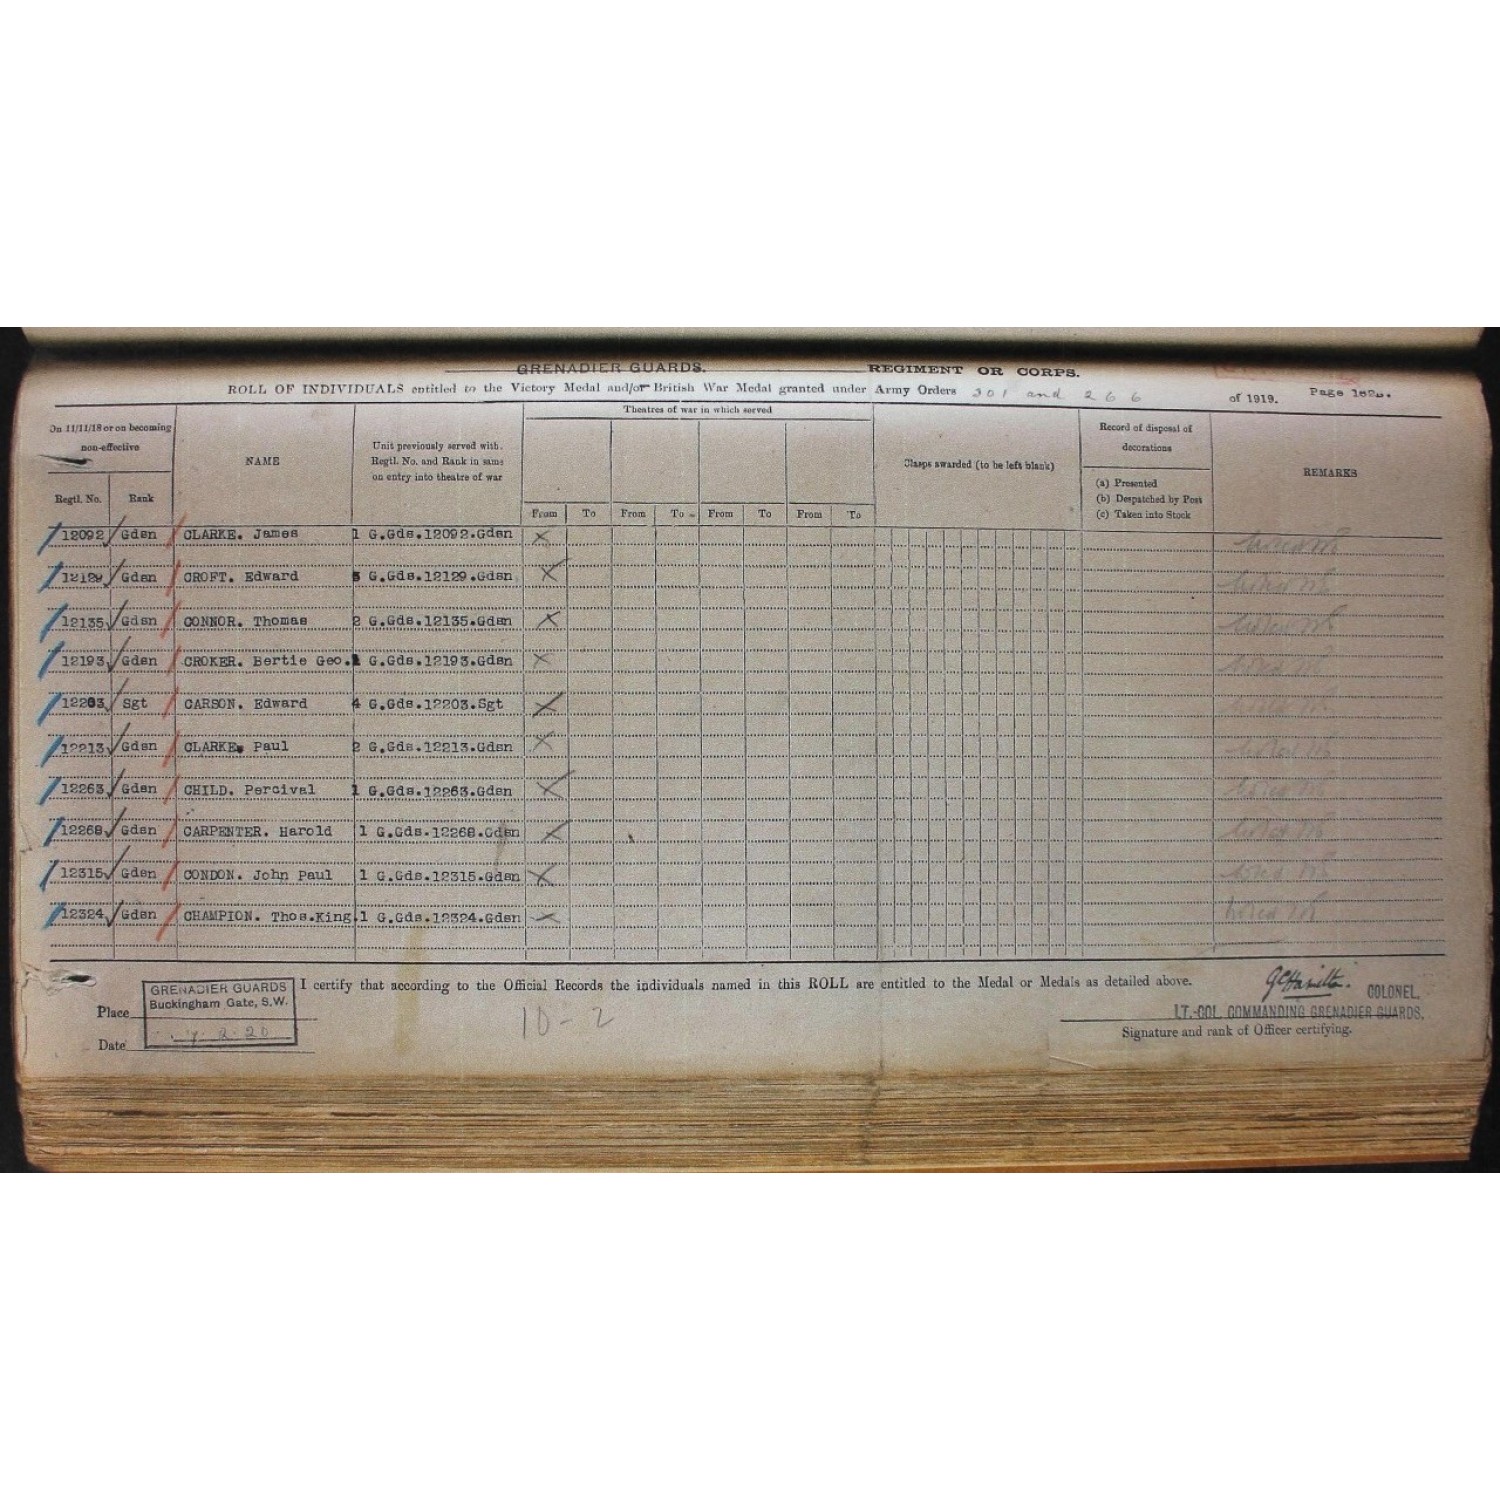 GRENADIER GUARDS. REGIMENT OR CORPS.
ROLL OF INDIVIDUALS entitled to the Victory Medal and/or British War Medal granted under Army Orders 301 and 266 of 1919. Page
Theatres of war in which served
On 11/11/18 or on becoming non-effective
Regtl. No. Rank
NAME
Unit previously served with. Regtl. No. and Rank in same on entry into theatre of war
From To From To From To From To
Clasps awarded (to be left blank)
Record of disposal of decorations
(a) Presented
(b) Despatched by Post
(c) Taken into Stock
REMARKS
12092 Gdsn CLARKE. James 1 G.Gds.12092.Gdsn X
12129 Gdsn CROFT. Edward 3 G.Gds.12129.Gdsn X
12135 Gdsn CONNOR. Thomas 2 G.Gds.12135.Gdsn X
12193 Gdsn CROKER. Bertie Geo. G.Gds.12193.Gdsn X
12203 Sgt CARSON. Edward 4 G.Gds.12203.Sgt X
12213 Gdsn CLARKE. Paul 2 G.Gds.12213.Gdsn X
12263 Gdsn CHILD. Percival 1 G.Gds.12263.Gdsn X
12268 Gdsn CARPENTER. Harold 1 G.Gds.12268.Gdsn X
12315 Gdsn CONDON. John Paul 1 G.Gds.12315.Gdsn X
12324 Gdsn CHAMPION. Thos.King. 1 G.Gds.12324.Gdsn X
I certify that according to the Official Records the individuals named in this ROLL are entitled to the Medal or Medals as detailed above.
GRENADIER GUARDS
Buckingham Gate, S.W.
2.20
Place
Date
10-2
COLONEL.
LT.-COL. COMMANDING GRENADIER GUARDS.
Signature and rank of Officer certifying.